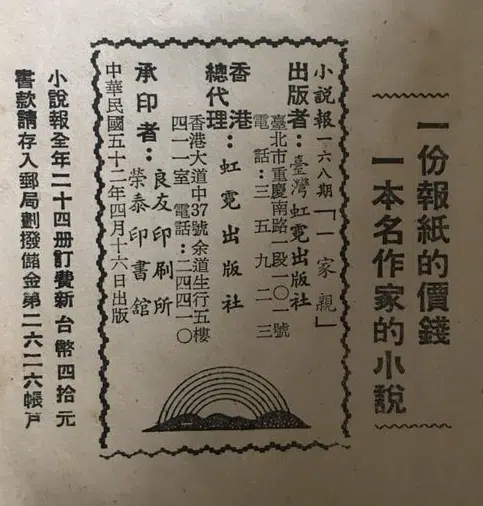 一份報紙的價錢
一本名作家的小說
小說報一六八期「一家親」
出版者：臺灣虹霓出版社
臺北市重慶南路一段一〇一號
電話：三五九二三
香港總代理：虹霓出版社
香港大道中37號余道生行五樓
四一一室 電話：二四四一〇
承印者：良友印刷所
榮泰印書舘
中華民國五十二年四月十六日出版
小說報全年二十四册訂費新台幣四拾元
書款請存入郵局劃撥儲金第二六二六帳戶